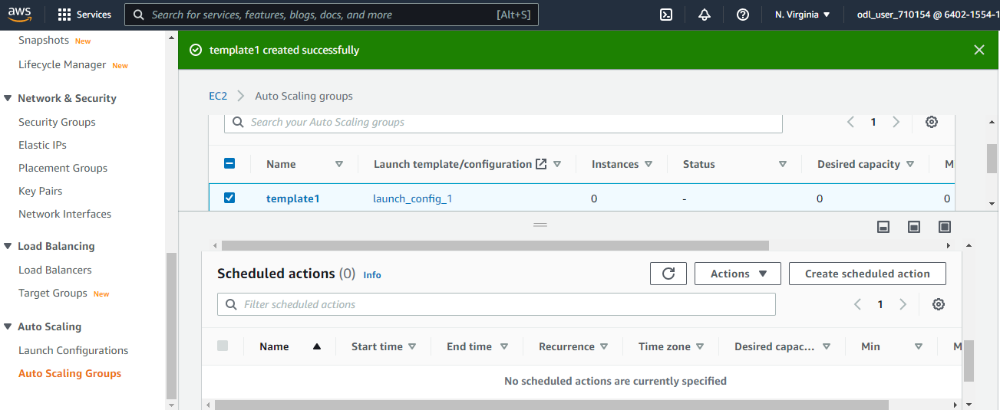 aws
Services
Search for services, features, blogs, docs, and more
[Alt+S]
N. Virginia
odl_user_710154 @ 6402-1554-1
Snapshots New
Lifecycle Manager New
Network & Security
Security Groups
Elastic IPs
Placement Groups
Key Pairs
Network Interfaces
Load Balancing
Load Balancers
Target Groups New
Auto Scaling
Launch Configurations
Auto Scaling Groups
template1 created successfully
EC2 > Auto Scaling groups
Search your Auto Scaling groups
1
Name Launch template/configuration Instances Status Desired capacity M
template1 launch_config_1 0 - 0 0
Scheduled actions (0) Info
Actions
Create scheduled action
Filter scheduled actions
1
Name Start time End time Recurrence Time zone Desired capac... Min M
No scheduled actions are currently specified